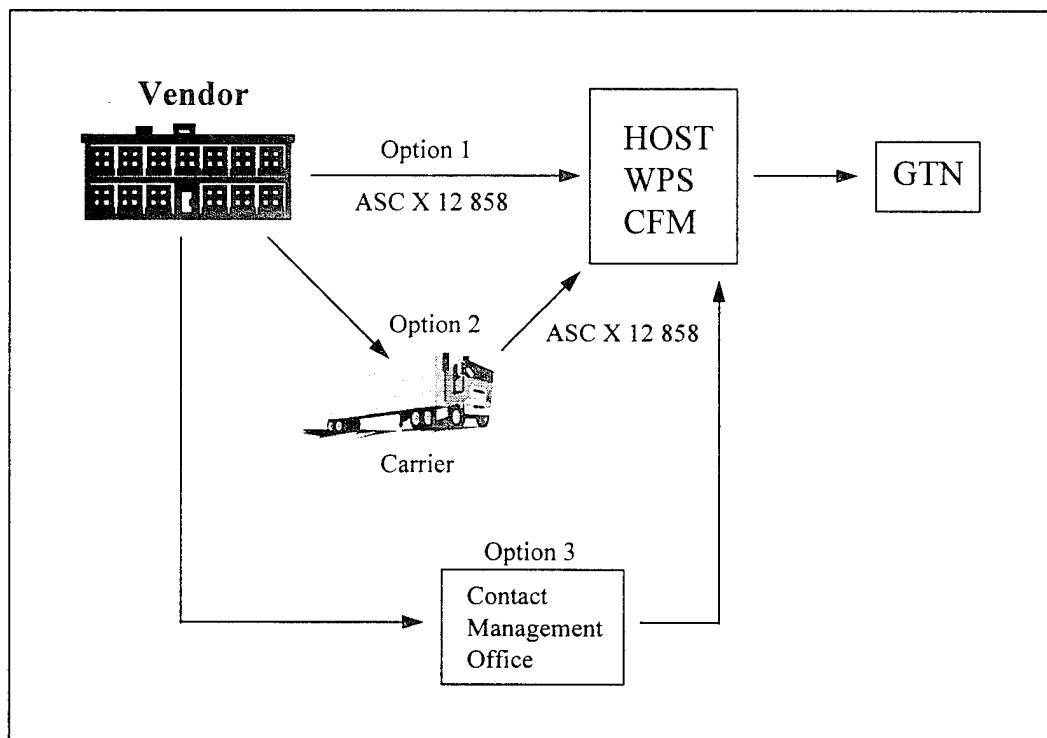 Vendor
Option 1
ASC X 12 858
HOST
WPS
CFM
GTN
Option 2
ASC X 12 858
Carrier
Option 3
Contact
Management
Office